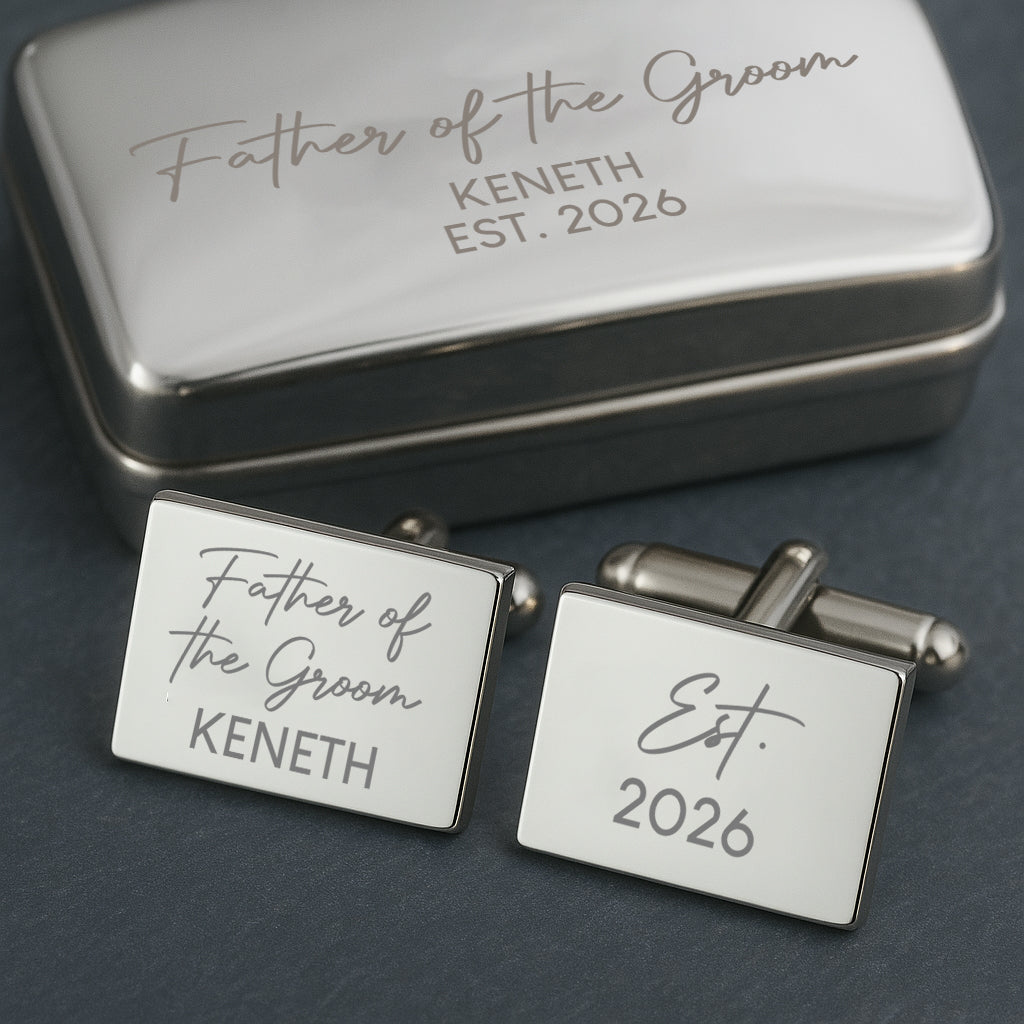 Father of the Groom
KENETH
EST. 2026
Father of
the Groom
KENETH
Est.
2026